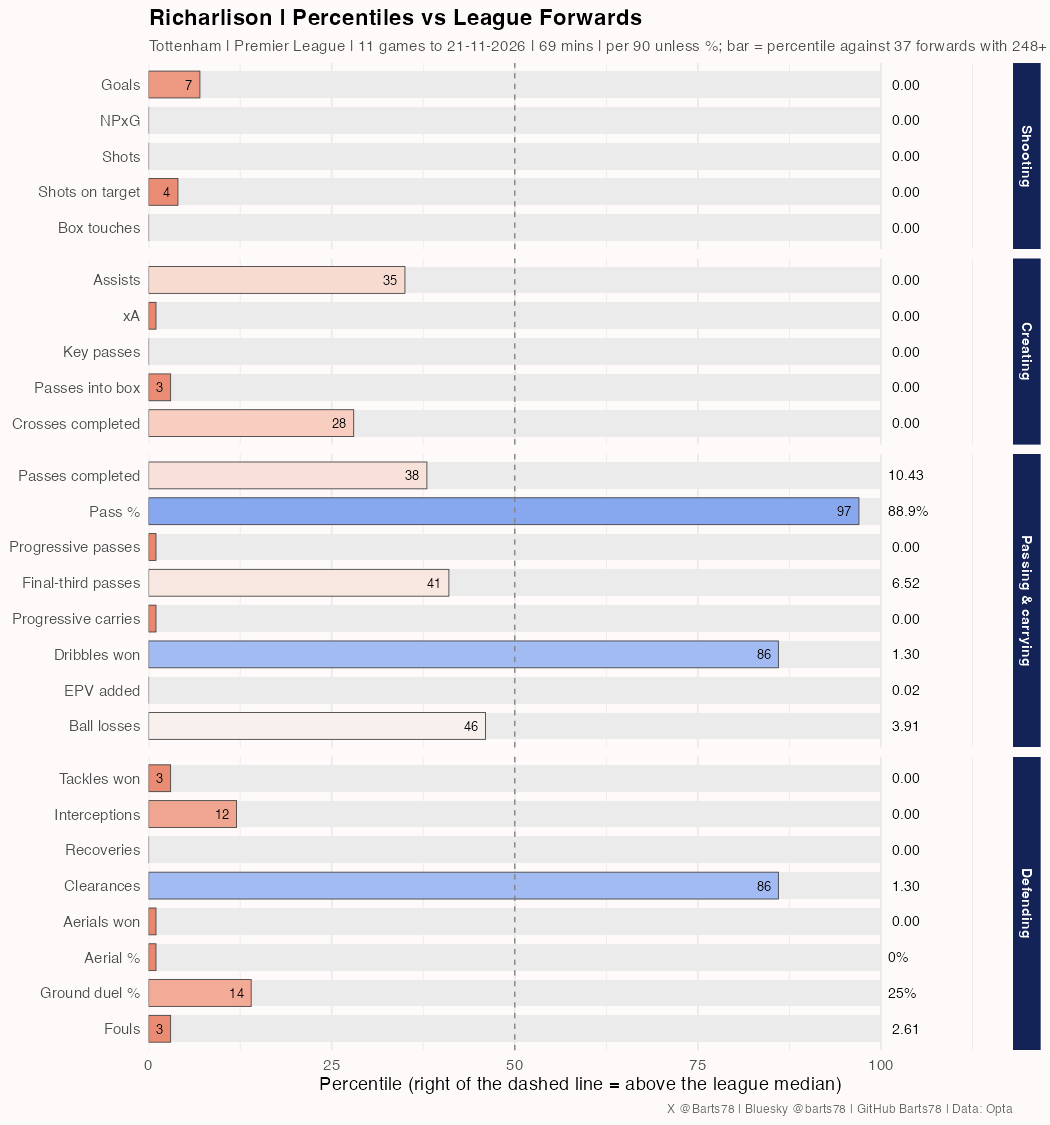 Richarlison | Percentiles vs League Forwards
Tottenham | Premier League | 11 games to 21-11-2026 | 69 mins | per 90 unless %; bar = percentile against 37 forwards with 248+
Shooting
Goals 7 0.00
NPxG 0.00
Shots 0.00
Shots on target 4 0.00
Box touches 0.00
Creating
Assists 35 0.00
xA 0.00
Key passes 0.00
Passes into box 3 0.00
Crosses completed 28 0.00
Passing & carrying
Passes completed 38 10.43
Pass % 97 88.9%
Progressive passes 0.00
Final-third passes 41 6.52
Progressive carries 0.00
Dribbles won 86 1.30
EPV added 0.02
Ball losses 46 3.91
Defending
Tackles won 3 0.00
Interceptions 12 0.00
Recoveries 0.00
Clearances 86 1.30
Aerials won 0.00
Aerial % 0%
Ground duel % 14 25%
Fouls 3 2.61
0 25 50 75 100
Percentile (right of the dashed line = above the league median)
X @Barts78 | Bluesky @barts78 | GitHub Barts78 | Data: Opta